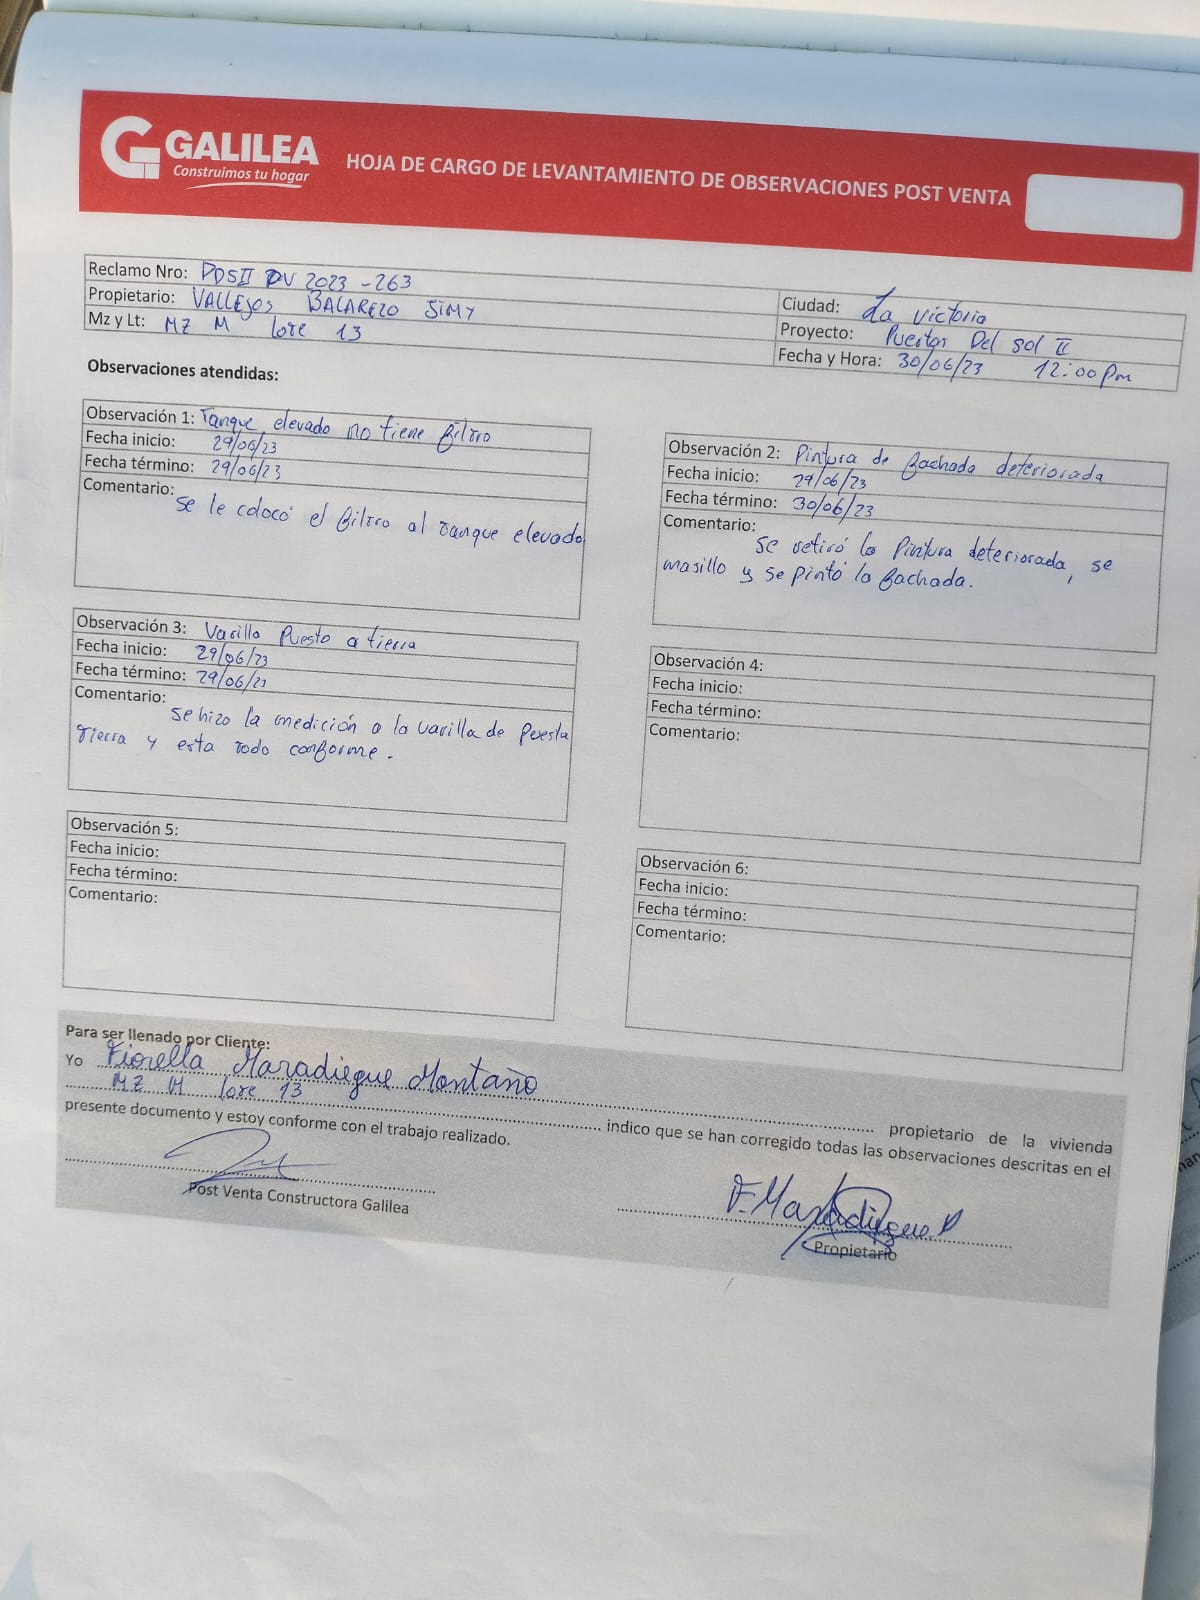 GALILEA
Construimos tu hogar
HOJA DE CARGO DE LEVANTAMIENTO DE OBSERVACIONES POST VENTA
Reclamo Nro: PDSII PV 2023 - 263
Propietario: VALLEJOS BALAREZO SIMY
Mz y Lt: MZ M lote 13
Ciudad: La Victoria
Proyecto: Puertas Del sol II
Fecha y Hora: 30/06/23 12:00 Pm
Observaciones atendidas:
Observación 1: Tanque elevado no tiene filtro
Fecha inicio: 29/06/23
Fecha término: 29/06/23
Comentario:
se le colocó el filtro al tanque elevado
Observación 2: Pintura de fachada deteriorada
Fecha inicio: 29/06/23
Fecha término: 30/06/23
Comentario:
se retiró la Pintura deteriorada, se
masillo y se pintó la fachada.
Observación 3: Varilla Puesto a tierra
Fecha inicio: 29/06/23
Fecha término: 29/06/23
Comentario:
se hizo la medición a la varilla de Puesta
Tierra y esta todo conforme.
Observación 4:
Fecha inicio:
Fecha término:
Comentario:
Observación 5:
Fecha inicio:
Fecha término:
Comentario:
Observación 6:
Fecha inicio:
Fecha término:
Comentario:
Para ser llenado por Cliente:
Yo Fiorella Maradiegue Montaño propietario de la vivienda
MZ M lote 13 indico que se han corregido todas las observaciones descritas en el
presente documento y estoy conforme con el trabajo realizado.
Post Venta Constructora Galilea
F. Maradiegue
Propietario